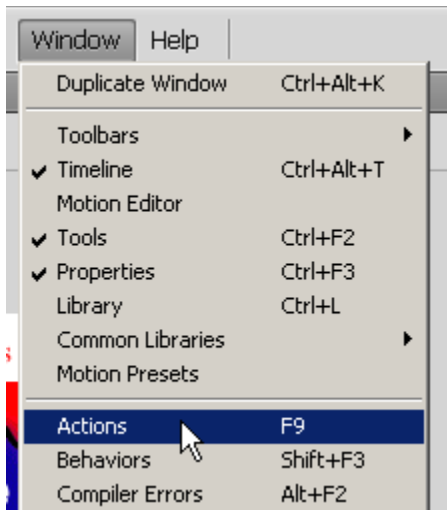 Window Help
Duplicate Window Ctrl+Alt+K
Toolbars
Timeline Ctrl+Alt+T
Motion Editor
Tools Ctrl+F2
Properties Ctrl+F3
Library Ctrl+L
Common Libraries
Motion Presets
Actions F9
Behaviors Shift+F3
Compiler Errors Alt+F2